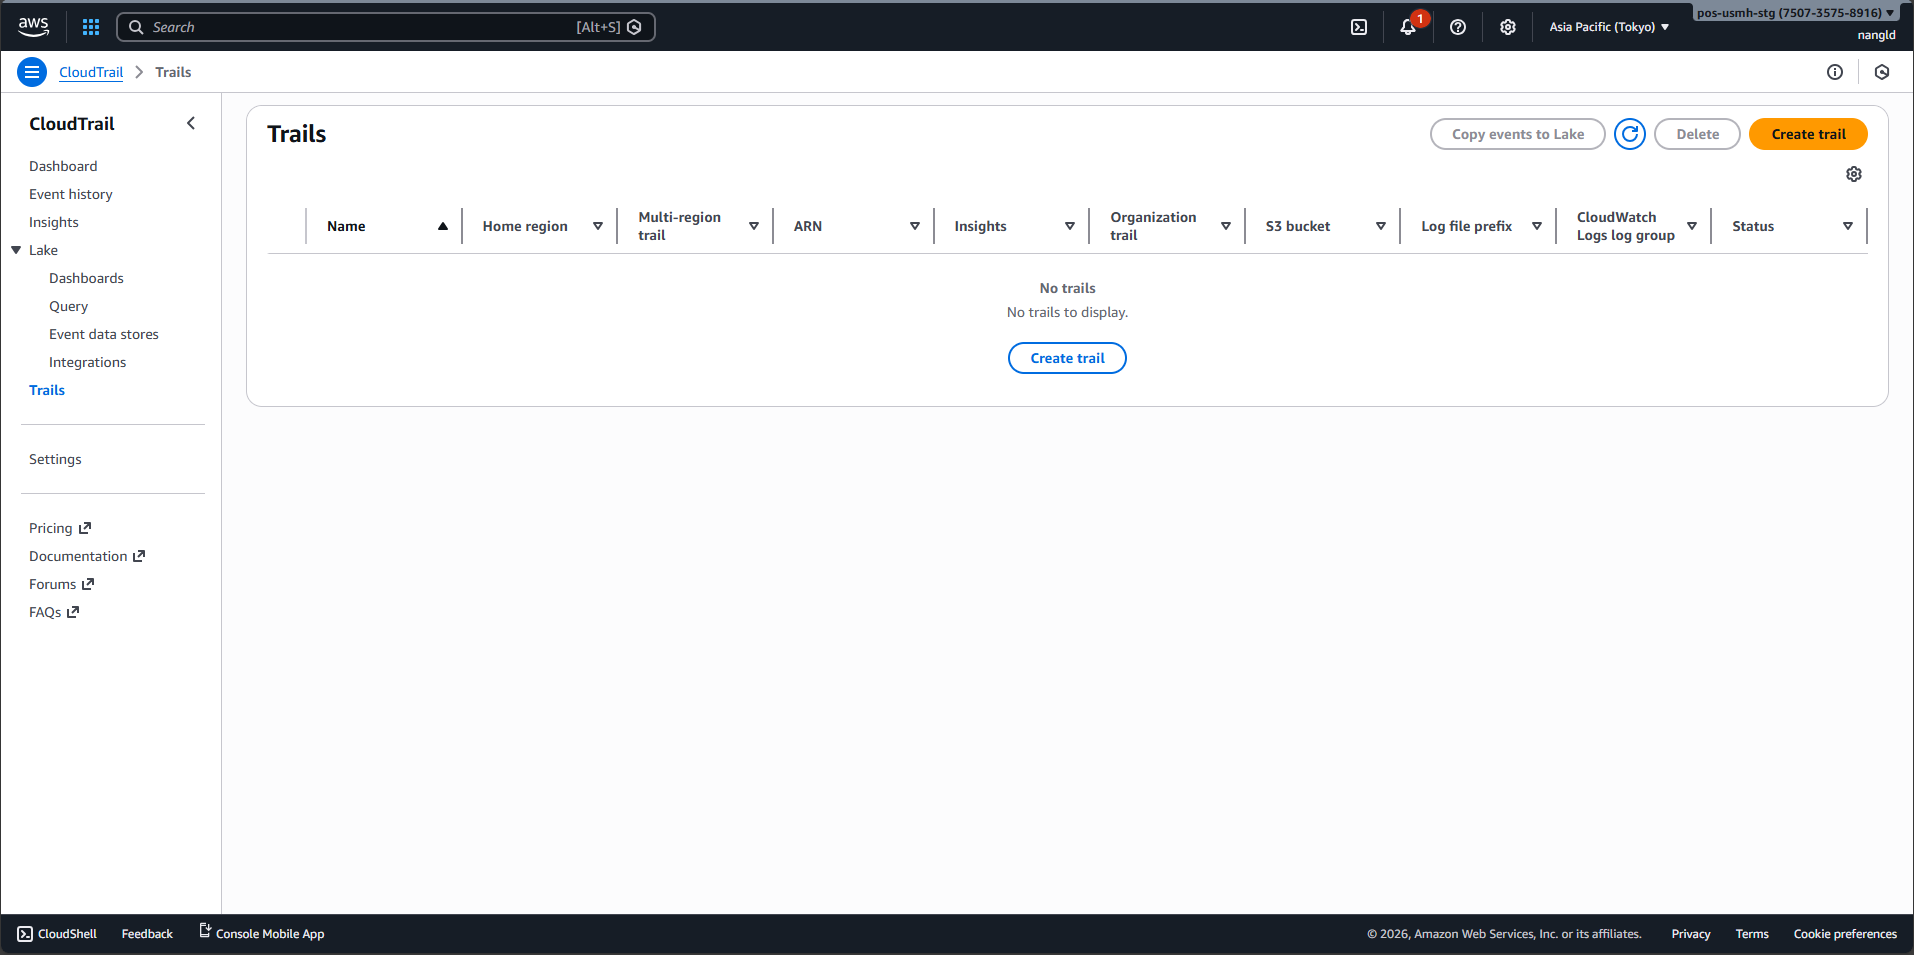 aws
Search [Alt+S]
1
Asia Pacific (Tokyo)
pos-usmh-stg (7507-3575-8916)
nangld
CloudTrail Trails
CloudTrail
Dashboard
Event history
Insights
Lake
Dashboards
Query
Event data stores
Integrations
Trails
Settings
Pricing
Documentation
Forums
FAQs
Trails
Copy events to Lake Delete Create trail
Name Home region Multi-region trail ARN Insights Organization trail S3 bucket Log file prefix CloudWatch Logs log group Status
No trails
No trails to display.
Create trail
CloudShell Feedback Console Mobile App © 2026, Amazon Web Services, Inc. or its affiliates. Privacy Terms Cookie preferences